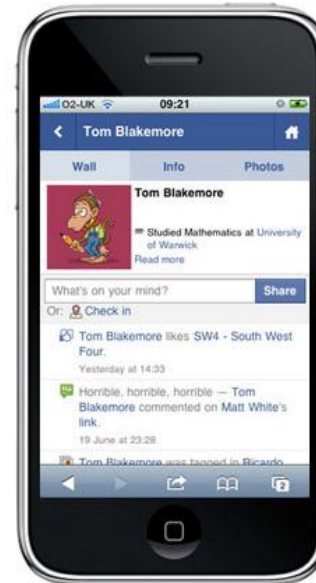 O2-UK 09:21
Tom Blakemore
Wall Info Photos
Tom Blakemore
Studied Mathematics at University
of Warwick
Read more
What's on your mind? Share
Or: Check in
Tom Blakemore likes SW4 - South West
Four.
Yesterday at 14:33
Horrible, horrible, horrible — Tom
Blakemore commented on Matt White's
link.
19 June at 23:28
Tom Blakemore was tagged in Ricardo
2